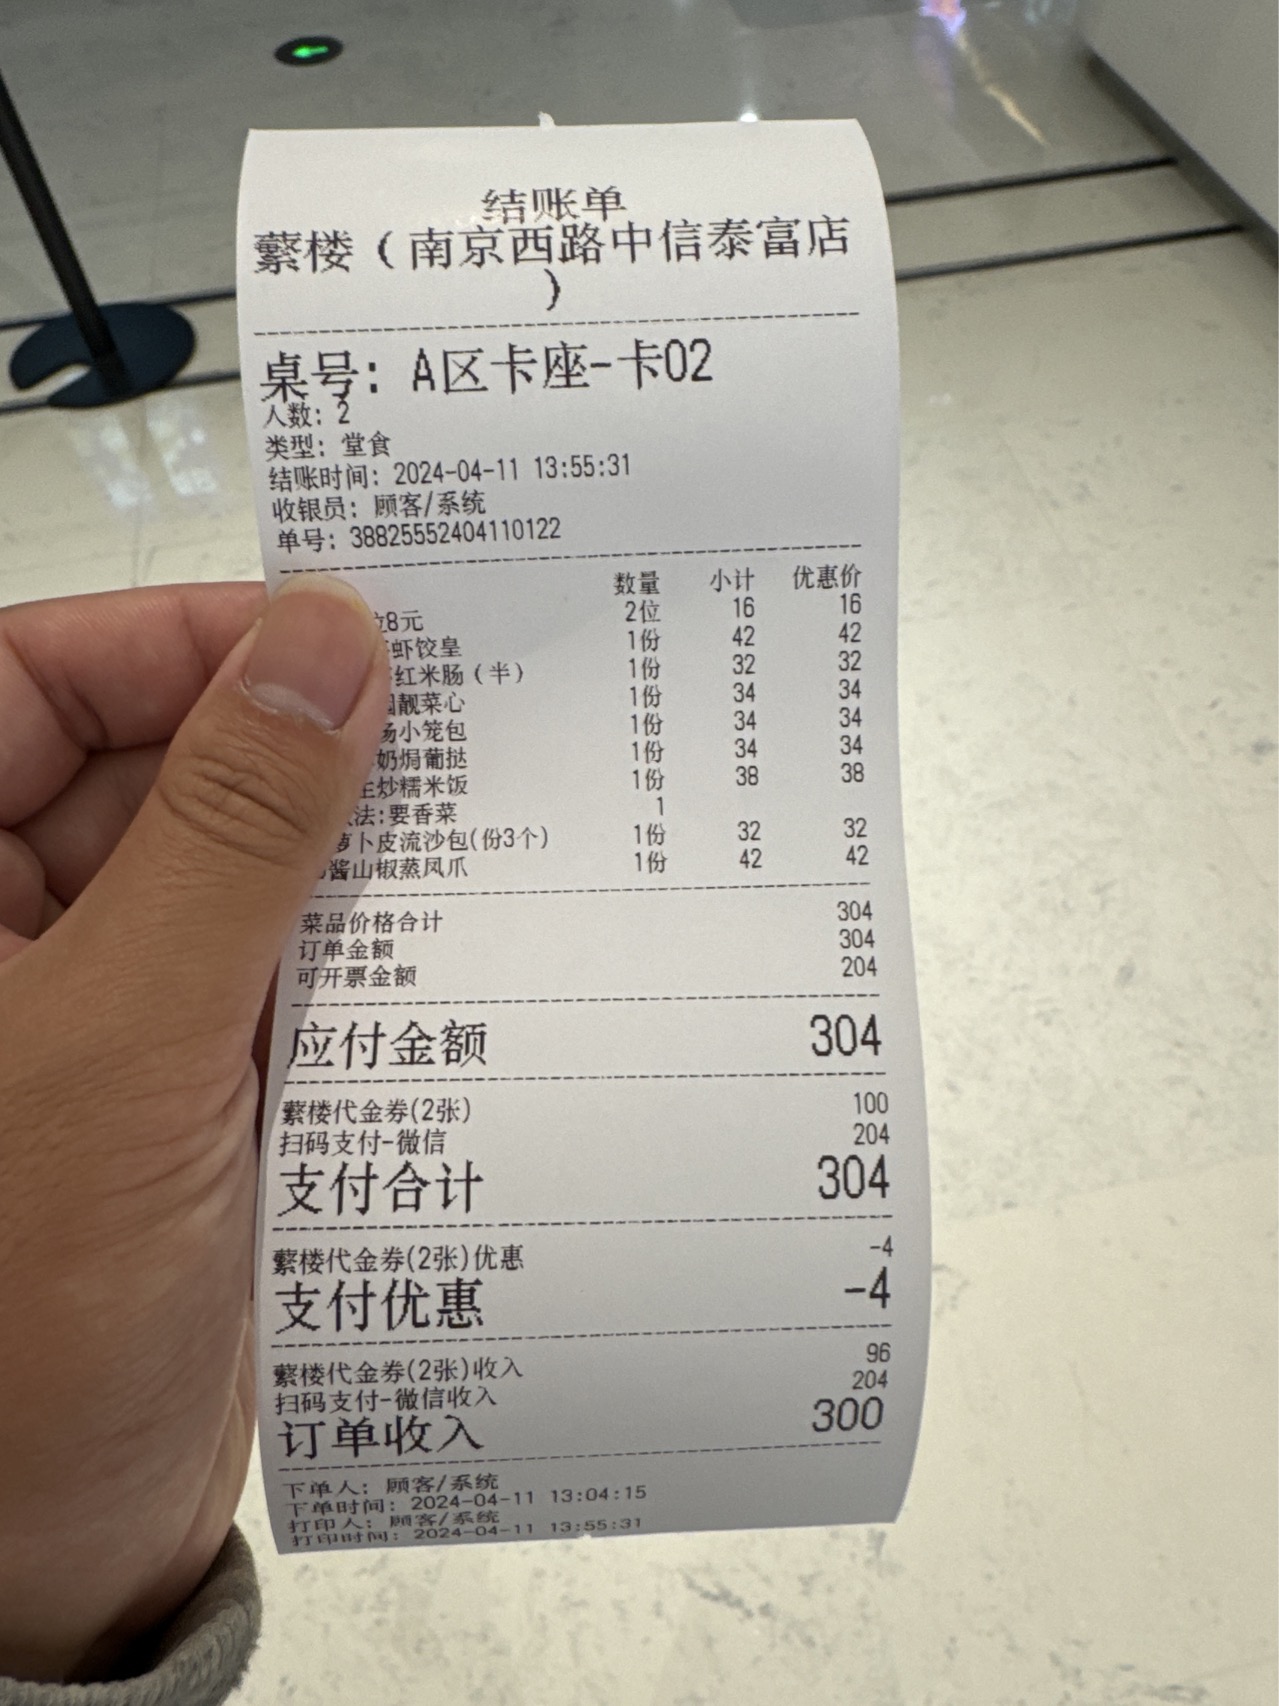 结账单
蘩楼（南京西路中信泰富店
）
桌号：A区卡座-卡02
人数：2
类型：堂食
结账时间：2024-04-11 13:55:31
收银员：顾客/系统
单号：38825552404110122
数量 小计 优惠价
位8元 2位 16 16
虾饺皇 1份 42 42
红米肠（半） 1份 32 32
靓菜心 1份 34 34
小笼包 1份 34 34
奶焗葡挞 1份 34 34
生炒糯米饭 1份 38 38
法:要香菜 1
萝卜皮流沙包(份3个) 1份 32 32
酱山椒蒸凤爪 1份 42 42
菜品价格合计 304
订单金额 304
可开票金额 204
应付金额 304
蘩楼代金券(2张) 100
扫码支付-微信 204
支付合计 304
蘩楼代金券(2张)优惠 -4
支付优惠 -4
蘩楼代金券(2张)收入 96
扫码支付-微信收入 204
订单收入 300
下单人：顾客/系统
下单时间：2024-04-11 13:04:15
打印人：顾客/系统
打印时间：2024-04-11 13:55:31